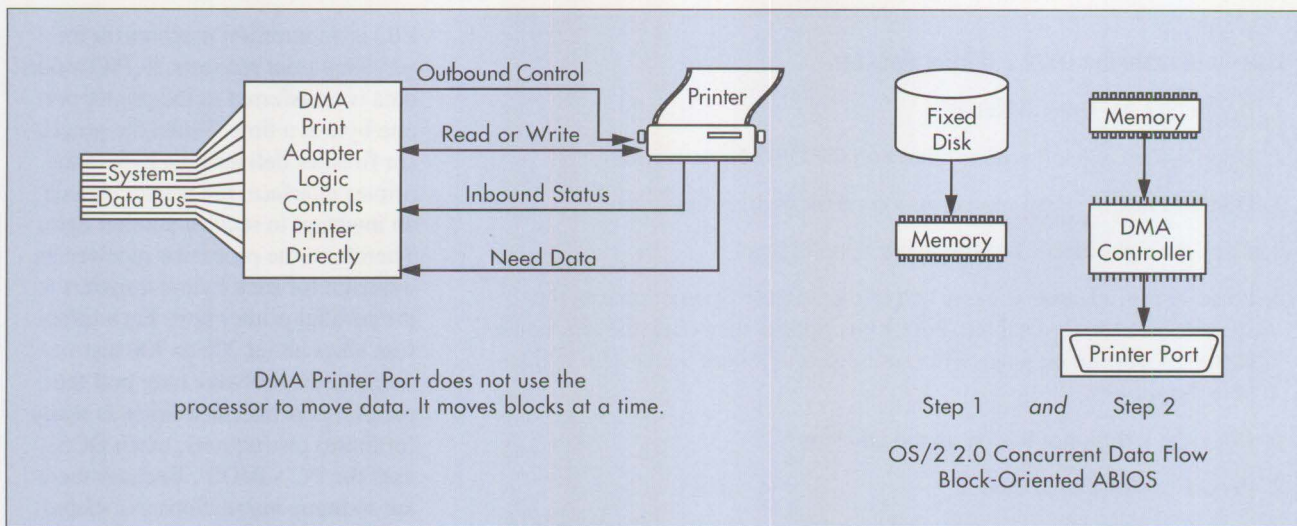 System
Data Bus
DMA
Print
Adapter
Logic
Controls
Printer
Directly
Outbound Control
Read or Write
Inbound Status
Need Data
Printer
DMA Printer Port does not use the
processor to move data. It moves blocks at a time.
Fixed
Disk
Memory
Memory
DMA
Controller
Printer Port
Step 1 and Step 2
OS/2 2.0 Concurrent Data Flow
Block-Oriented ABIOS